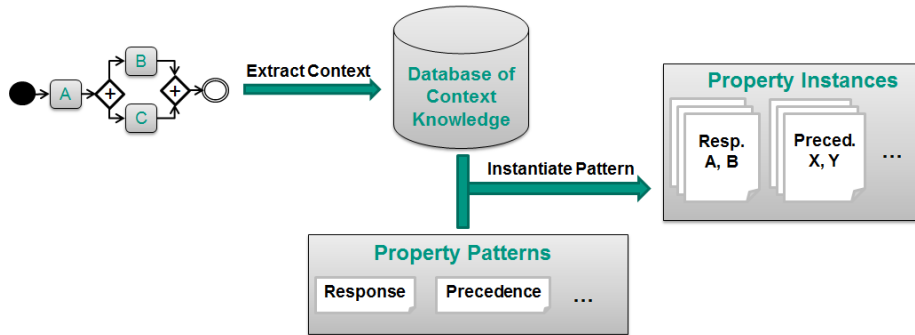 A
B
C
+
+
Extract Context
Database of
Context
Knowledge
Instantiate Pattern
Property Instances
Resp.
A, B
Preced.
X, Y
...
Property Patterns
Response
Precedence
...